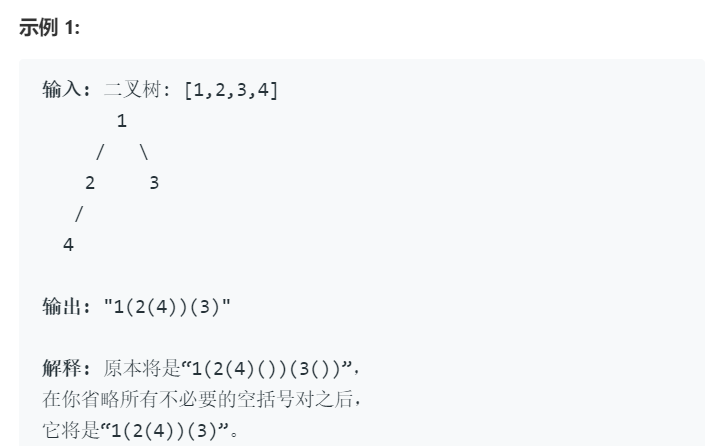 示例 1:
输入: 二叉树: [1,2,3,4]
1
/ \
2 3
/
4
输出: "1(2(4))(3)"
解释: 原本将是“1(2(4)())(3())”,
在你省略所有不必要的空括号对之后,
它将是“1(2(4))(3)”。